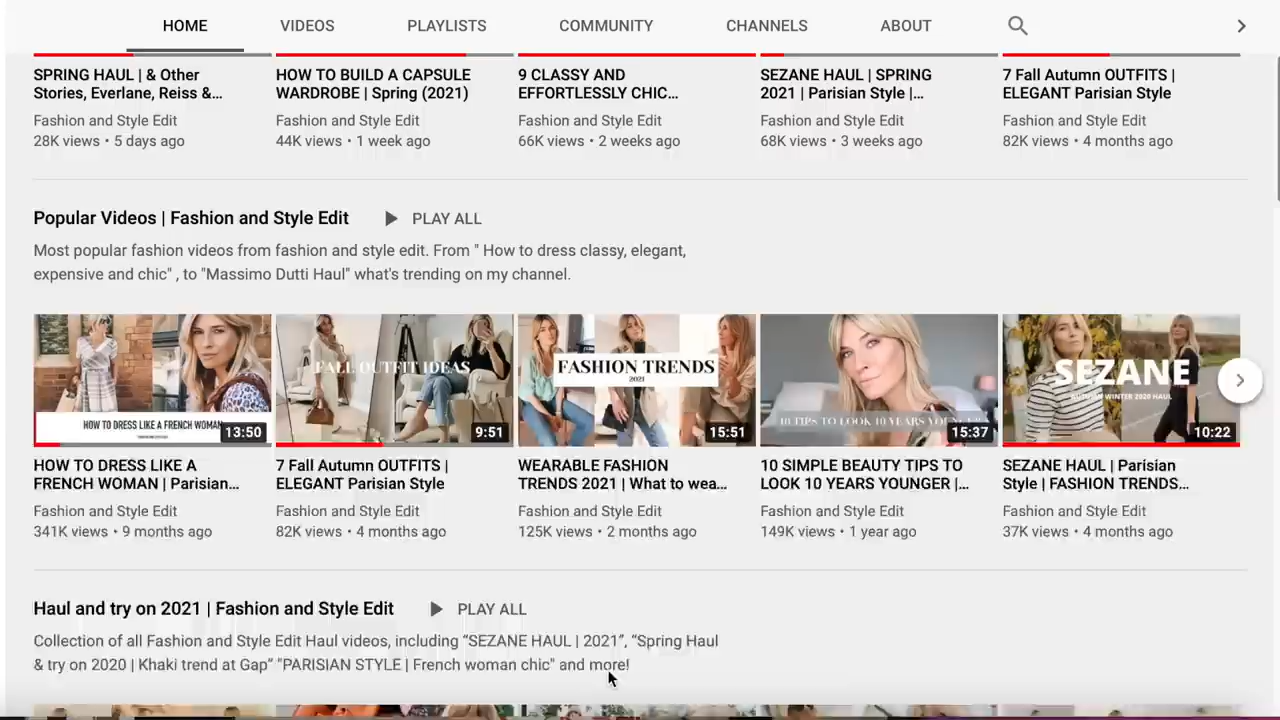 HOME VIDEOS PLAYLISTS COMMUNITY CHANNELS ABOUT
SPRING HAUL | & Other
Stories, Everlane, Reiss &...
Fashion and Style Edit
28K views • 5 days ago
HOW TO BUILD A CAPSULE
WARDROBE | Spring (2021)
Fashion and Style Edit
44K views • 1 week ago
9 CLASSY AND
EFFORTLESSLY CHIC...
Fashion and Style Edit
66K views • 2 weeks ago
SEZANE HAUL | SPRING
2021 | Parisian Style |...
Fashion and Style Edit
68K views • 3 weeks ago
7 Fall Autumn OUTFITS |
ELEGANT Parisian Style
Fashion and Style Edit
82K views • 4 months ago
Popular Videos | Fashion and Style Edit PLAY ALL
Most popular fashion videos from fashion and style edit. From " How to dress classy, elegant,
expensive and chic" , to "Massimo Dutti Haul" what's trending on my channel.
HOW TO DRESS LIKE A FRENCH WOMAN
13:50
HOW TO DRESS LIKE A
FRENCH WOMAN | Parisian...
Fashion and Style Edit
341K views • 9 months ago
FALL OUTFIT IDEAS
9:51
7 Fall Autumn OUTFITS |
ELEGANT Parisian Style
Fashion and Style Edit
82K views • 4 months ago
FASHION TRENDS
2021
15:51
WEARABLE FASHION
TRENDS 2021 | What to wea...
Fashion and Style Edit
125K views • 2 months ago
10 TIPS TO LOOK 10 YEARS
15:37
10 SIMPLE BEAUTY TIPS TO
LOOK 10 YEARS YOUNGER |...
Fashion and Style Edit
149K views • 1 year ago
SEZANE
AUTUMN WINTER 2020 HAUL
10:22
SEZANE HAUL | Parisian
Style | FASHION TRENDS...
Fashion and Style Edit
37K views • 4 months ago
Haul and try on 2021 | Fashion and Style Edit PLAY ALL
Collection of all Fashion and Style Edit Haul videos, including “SEZANE HAUL | 2021”, “Spring Haul
& try on 2020 | Khaki trend at Gap” "PARISIAN STYLE | French woman chic" and more!